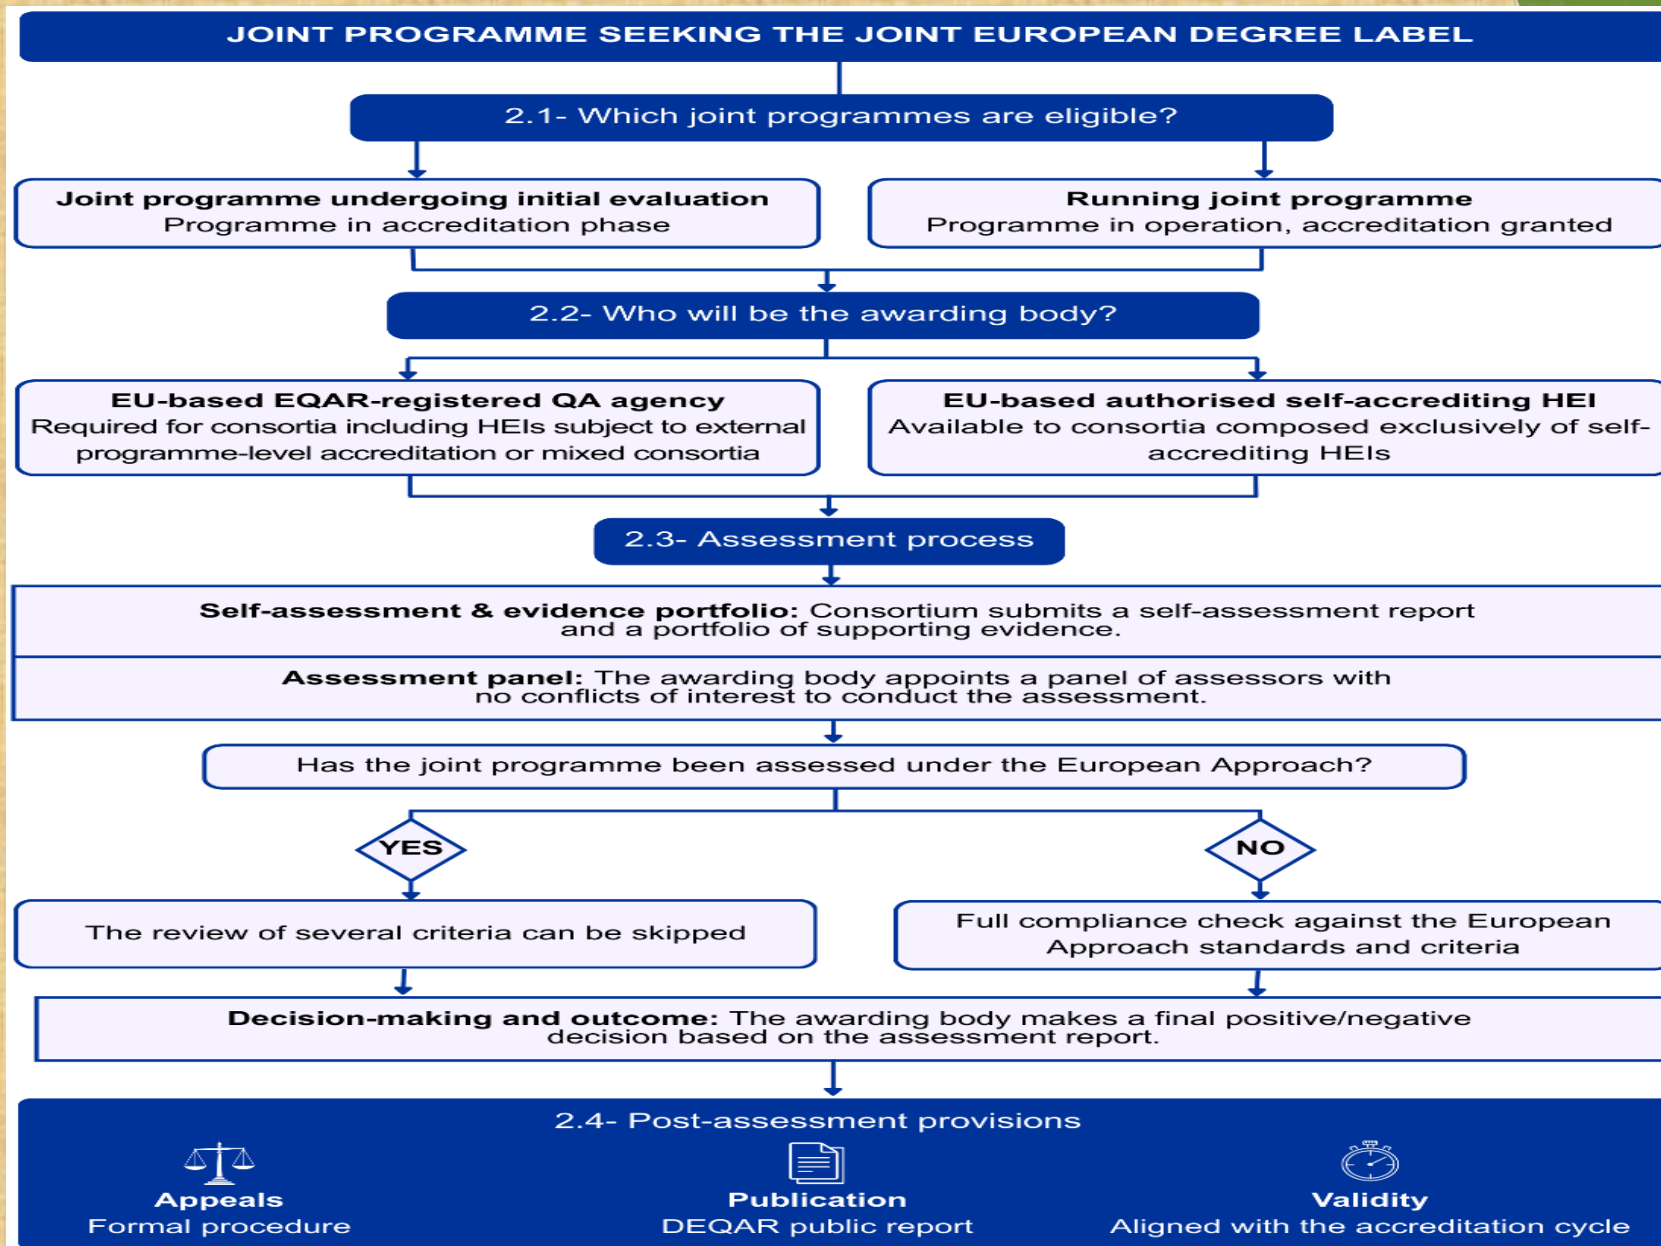 JOINT PROGRAMME SEEKING THE JOINT EUROPEAN DEGREE LABEL
2.1- Which joint programmes are eligible?
Joint programme undergoing initial evaluation
Programme in accreditation phase
Running joint programme
Programme in operation, accreditation granted
2.2- Who will be the awarding body?
EU-based EQAR-registered QA agency
Required for consortia including HEIs subject to external
programme-level accreditation or mixed consortia
EU-based authorised self-accrediting HEI
Available to consortia composed exclusively of self-
accrediting HEIs
2.3- Assessment process
Self-assessment & evidence portfolio: Consortium submits a self-assessment report
and a portfolio of supporting evidence.
Assessment panel: The awarding body appoints a panel of assessors with
no conflicts of interest to conduct the assessment.
Has the joint programme been assessed under the European Approach?
YES
NO
The review of several criteria can be skipped
Full compliance check against the European
Approach standards and criteria
Decision-making and outcome: The awarding body makes a final positive/negative
decision based on the assessment report.
2.4- Post-assessment provisions
Appeals
Formal procedure
Publication
DEQAR public report
Validity
Aligned with the accreditation cycle